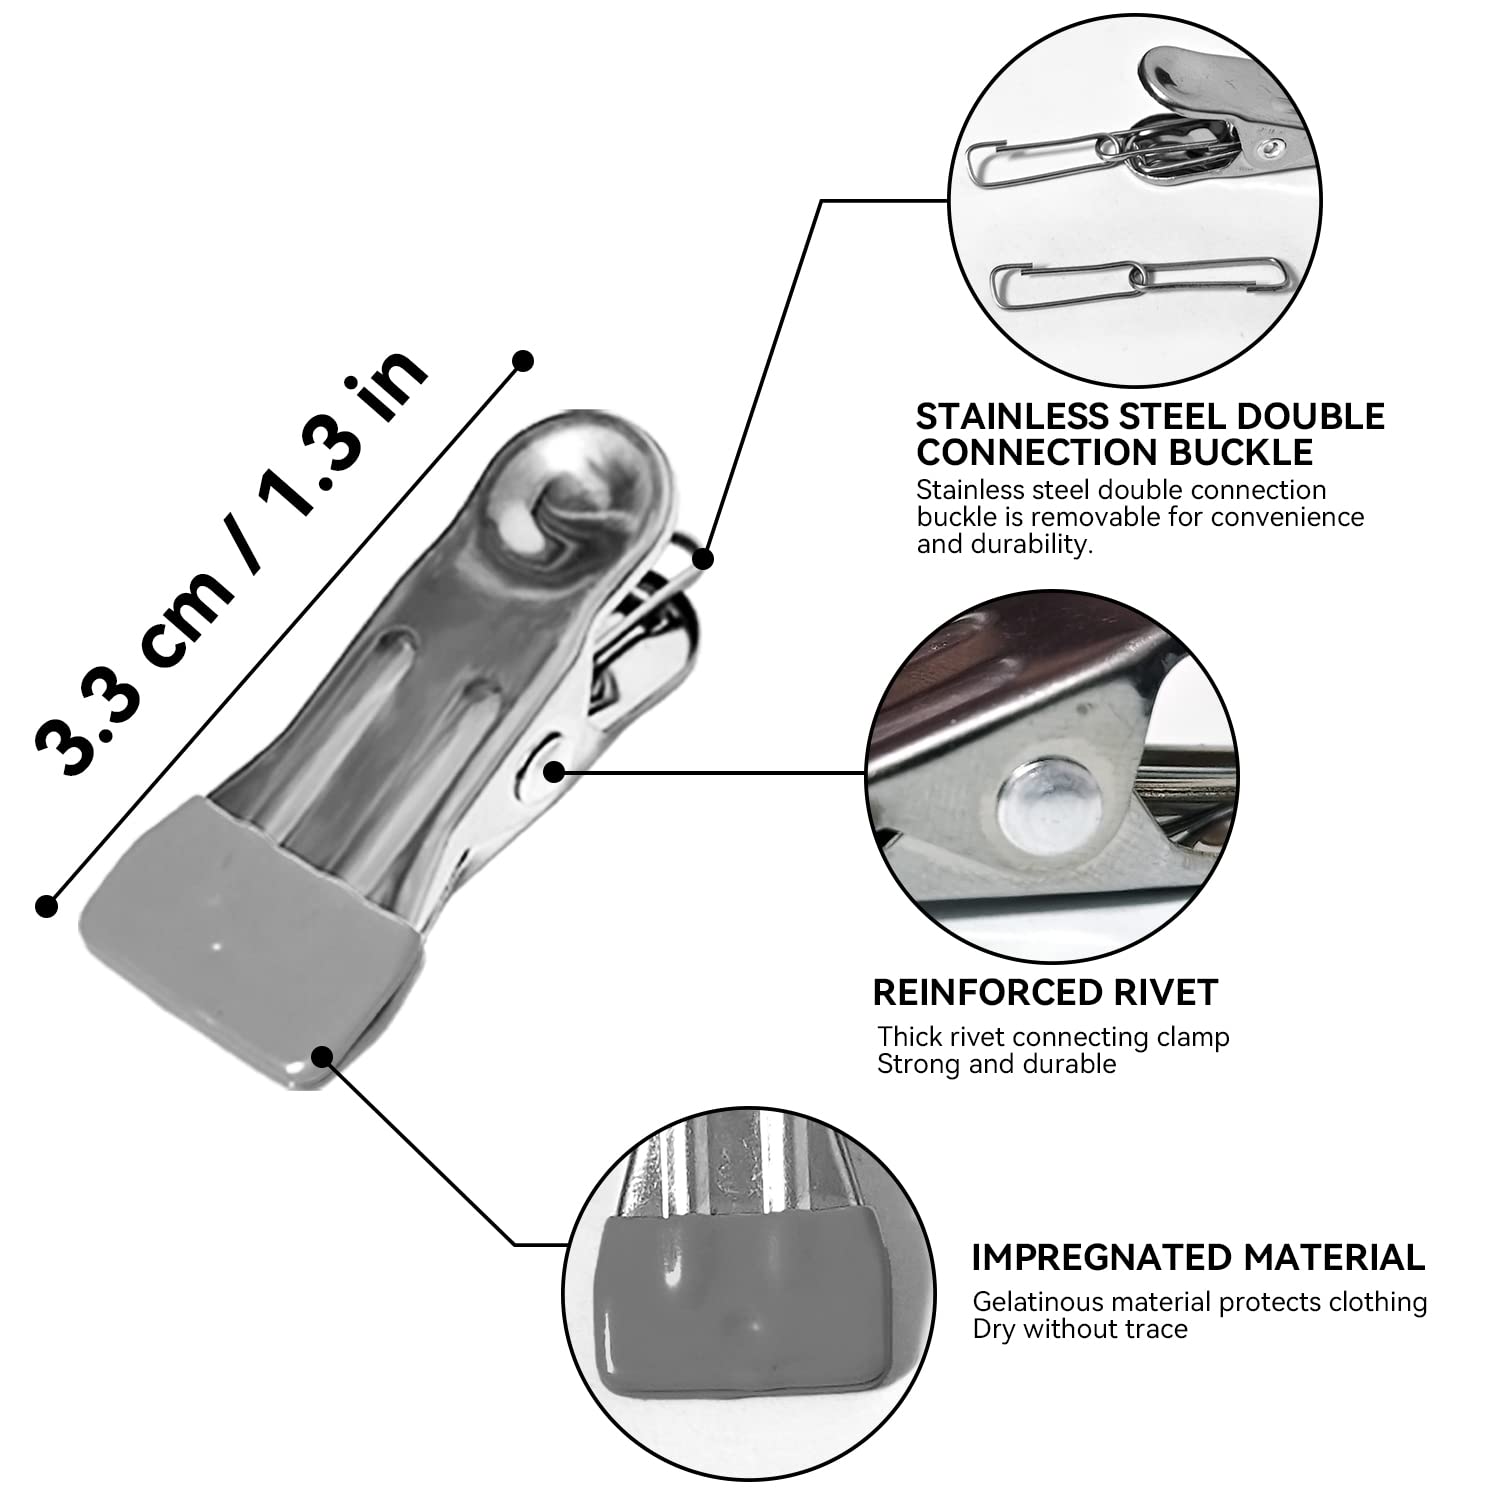 3.3 cm / 1.3 in
STAINLESS STEEL DOUBLE
CONNECTION BUCKLE
Stainless steel double connection
buckle is removable for convenience
and durability.
REINFORCED RIVET
Thick rivet connecting clamp
Strong and durable
IMPREGNATED MATERIAL
Gelatinous material protects clothing
Dry without trace